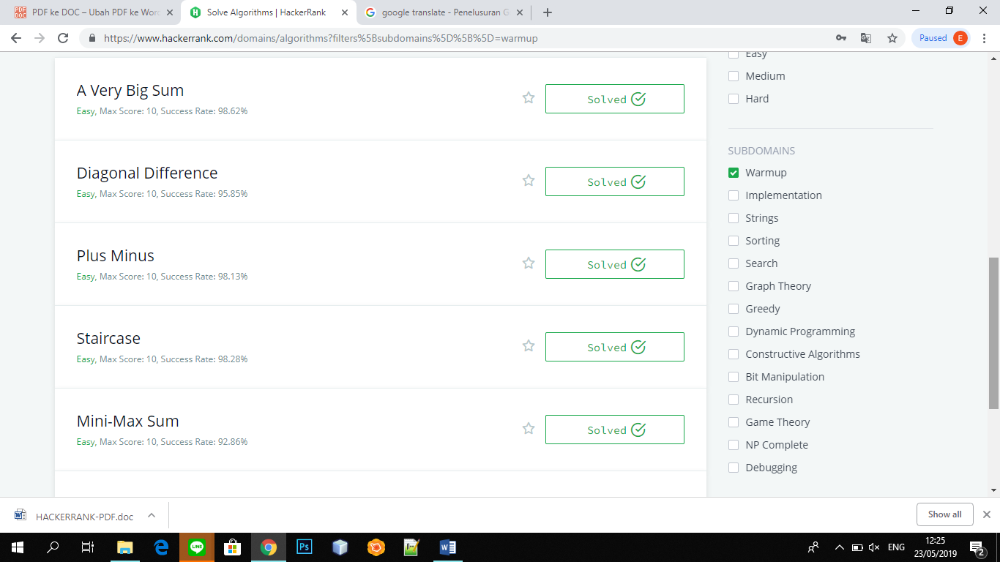 PDF ke DOC – Ubah PDF ke Word
Solve Algorithms | HackerRank
google translate - Penelusuran G
https://www.hackerrank.com/domains/algorithms?filters%5Bsubdomains%5D%5B%5D=warmup
Paused
E
A Very Big Sum
Easy, Max Score: 10, Success Rate: 98.62%
Solved
Diagonal Difference
Easy, Max Score: 10, Success Rate: 95.85%
Solved
Plus Minus
Easy, Max Score: 10, Success Rate: 98.13%
Solved
Staircase
Easy, Max Score: 10, Success Rate: 98.28%
Solved
Mini-Max Sum
Easy, Max Score: 10, Success Rate: 92.86%
Solved
Easy
Medium
Hard
SUBDOMAINS
Warmup
Implementation
Strings
Sorting
Search
Graph Theory
Greedy
Dynamic Programming
Constructive Algorithms
Bit Manipulation
Recursion
Game Theory
NP Complete
Debugging
HACKERRANK-PDF.doc
Show all
ENG
12:25
23/05/2019
2